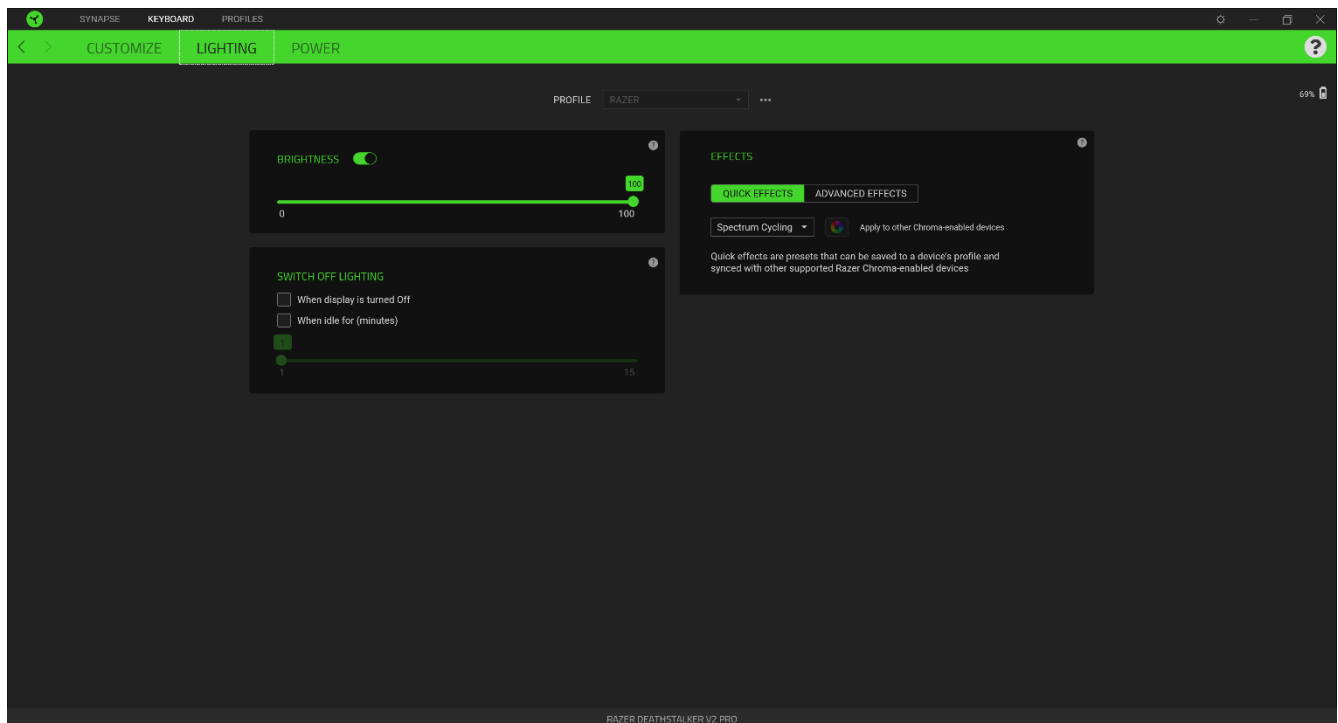 SYNAPSE KEYBOARD PROFILES
CUSTOMIZE LIGHTING POWER ?
PROFILE RAZER ...
69%
BRIGHTNESS ?
100
0 100
SWITCH OFF LIGHTING ?
When display is turned Off
When idle for (minutes)
1
1 15
EFFECTS ?
QUICK EFFECTS ADVANCED EFFECTS
Spectrum Cycling Apply to other Chroma-enabled devices
Quick effects are presets that can be saved to a device's profile and
synced with other supported Razer Chroma-enabled devices
RAZER DEATHSTALKER V2 PRO